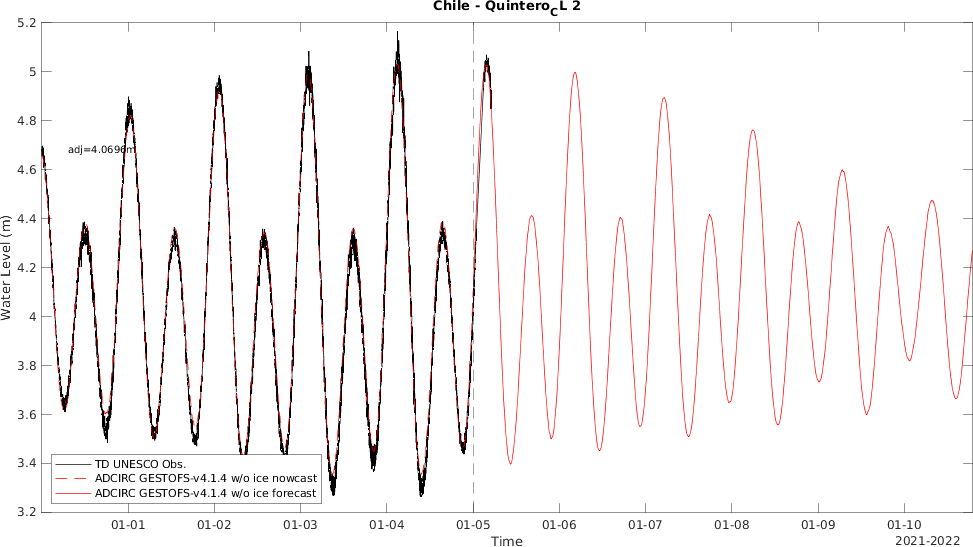 Chile - Quintero_CL 2
5.2
5
4.8
adj=4.0696m
4.6
4.4
4.2
4
3.8
3.6
3.4
3.2
Water Level (m)
TD UNESCO Obs.
ADCIRC GESTOFS-v4.1.4 w/o ice nowcast
ADCIRC GESTOFS-v4.1.4 w/o ice forecast
01-01 01-02 01-03 01-04 01-05 01-06 01-07 01-08 01-09 01-10
Time
2021-2022